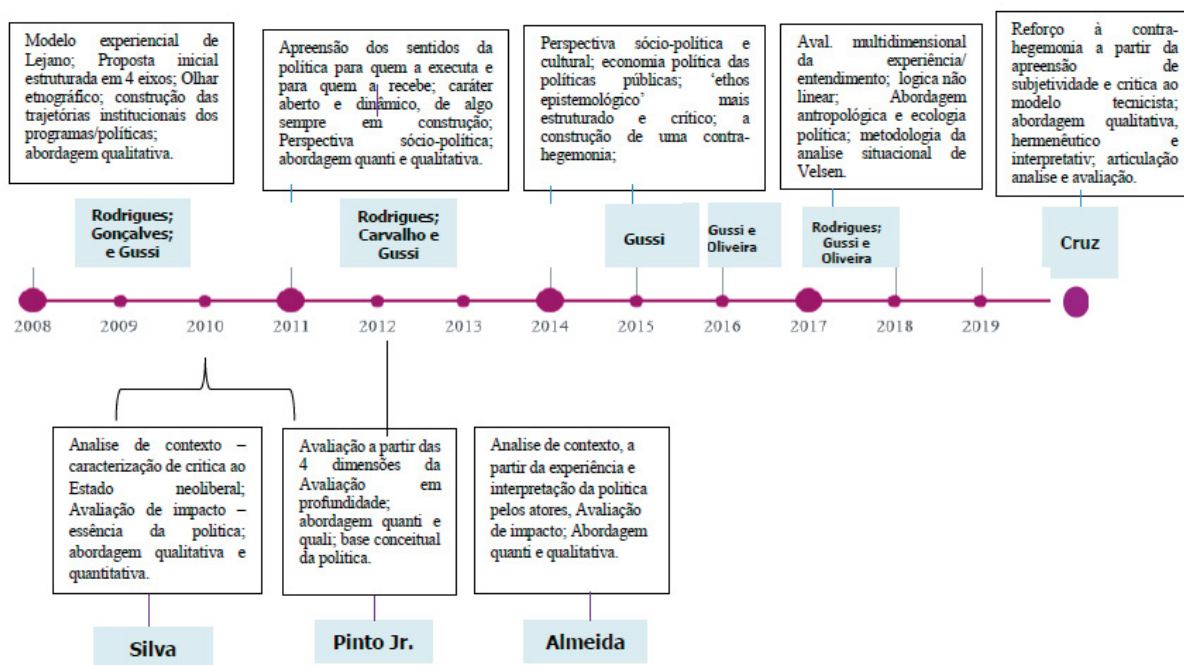 Modelo experiencial de
Lejano; Proposta inicial
estruturada em 4 eixos; Olhar
etnográfico; construção das
trajetórias institucionais dos
programas/políticas;
abordagem qualitativa.
Apreensão dos sentidos da
política para quem a executa e
para quem a recebe; caráter
aberto e dinâmico, de algo
sempre em construção;
Perspectiva sócio-política;
abordagem quanti e qualitativa.
Perspectiva sócio-política e
cultural; economia política das
políticas públicas; ‘ethos
epistemológico’ mais
estruturado e crítico; a
construção de uma contra-
hegemonia;
Aval. multidimensional
da experiência/
entendimento; logica não
linear; Abordagem
antropológica e ecologia
política; metodologia da
analise situacional de
Velsen.
Reforço à contra-
hegemonia a partir da
apreensão de
subjetividade e critica ao
modelo tecnicista;
abordagem qualitativa,
hermenêutico e
interpretativ; articulação
analise e avaliação.
Rodrigues;
Gonçalves;
e Gussi
Rodrigues;
Carvalho e
Gussi
Gussi
Gussi e
Oliveira
Rodrigues;
Gussi e
Oliveira
Cruz
2008 2009 2010 2011 2012 2013 2014 2015 2016 2017 2018 2019
Analise de contexto –
caracterização de critica ao
Estado neoliberal;
Avaliação de impacto –
essência da politica;
abordagem qualitativa e
quantitativa.
Avaliação a partir das
4 dimensões da
Avaliação em
profundidade;
abordagem quanti e
quali; base conceitual
da politica.
Analise de contexto, a
partir da experiência e
interpretação da politica
pelos atores, Avaliação
de impacto; Abordagem
quanti e qualitativa.
Silva
Pinto Jr.
Almeida